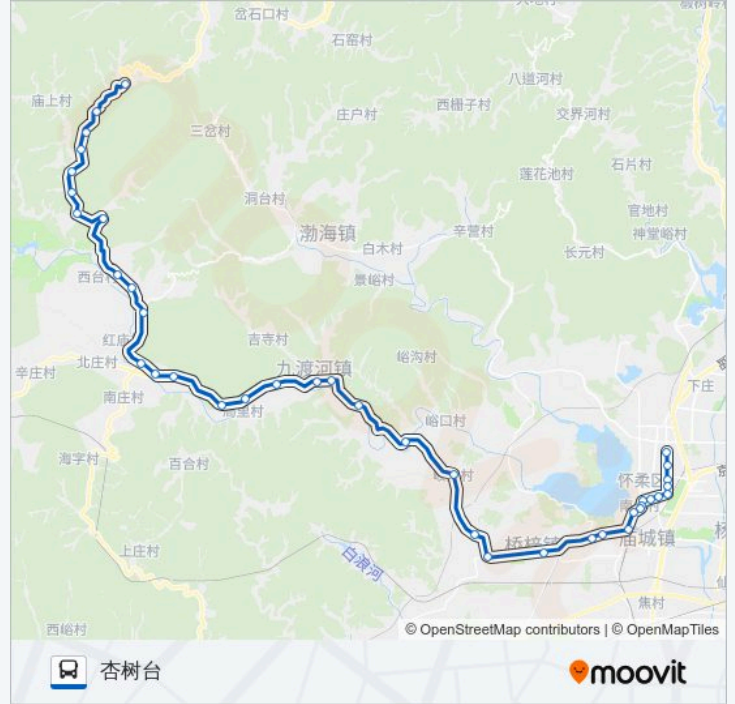 岔石口村
石窑村
八道河村
庙上村
西栅子村
庄户村
交界河村
三岔村
石片村
莲花池村
洞台村
官地村
渤海镇
辛营村
神堂峪村
白木村
长元村
西台村
景峪村
红庙
吉寺村
北庄村
九渡河镇
峪沟村
辛庄村
下庄
南庄村
峪口村
海字村
百合村
怀柔区
桥梓镇
庙城镇
杨
上庄村
白浪河
焦村
西峪村
© OpenStreetMap contributors | © OpenMapTiles
杏树台
moovit